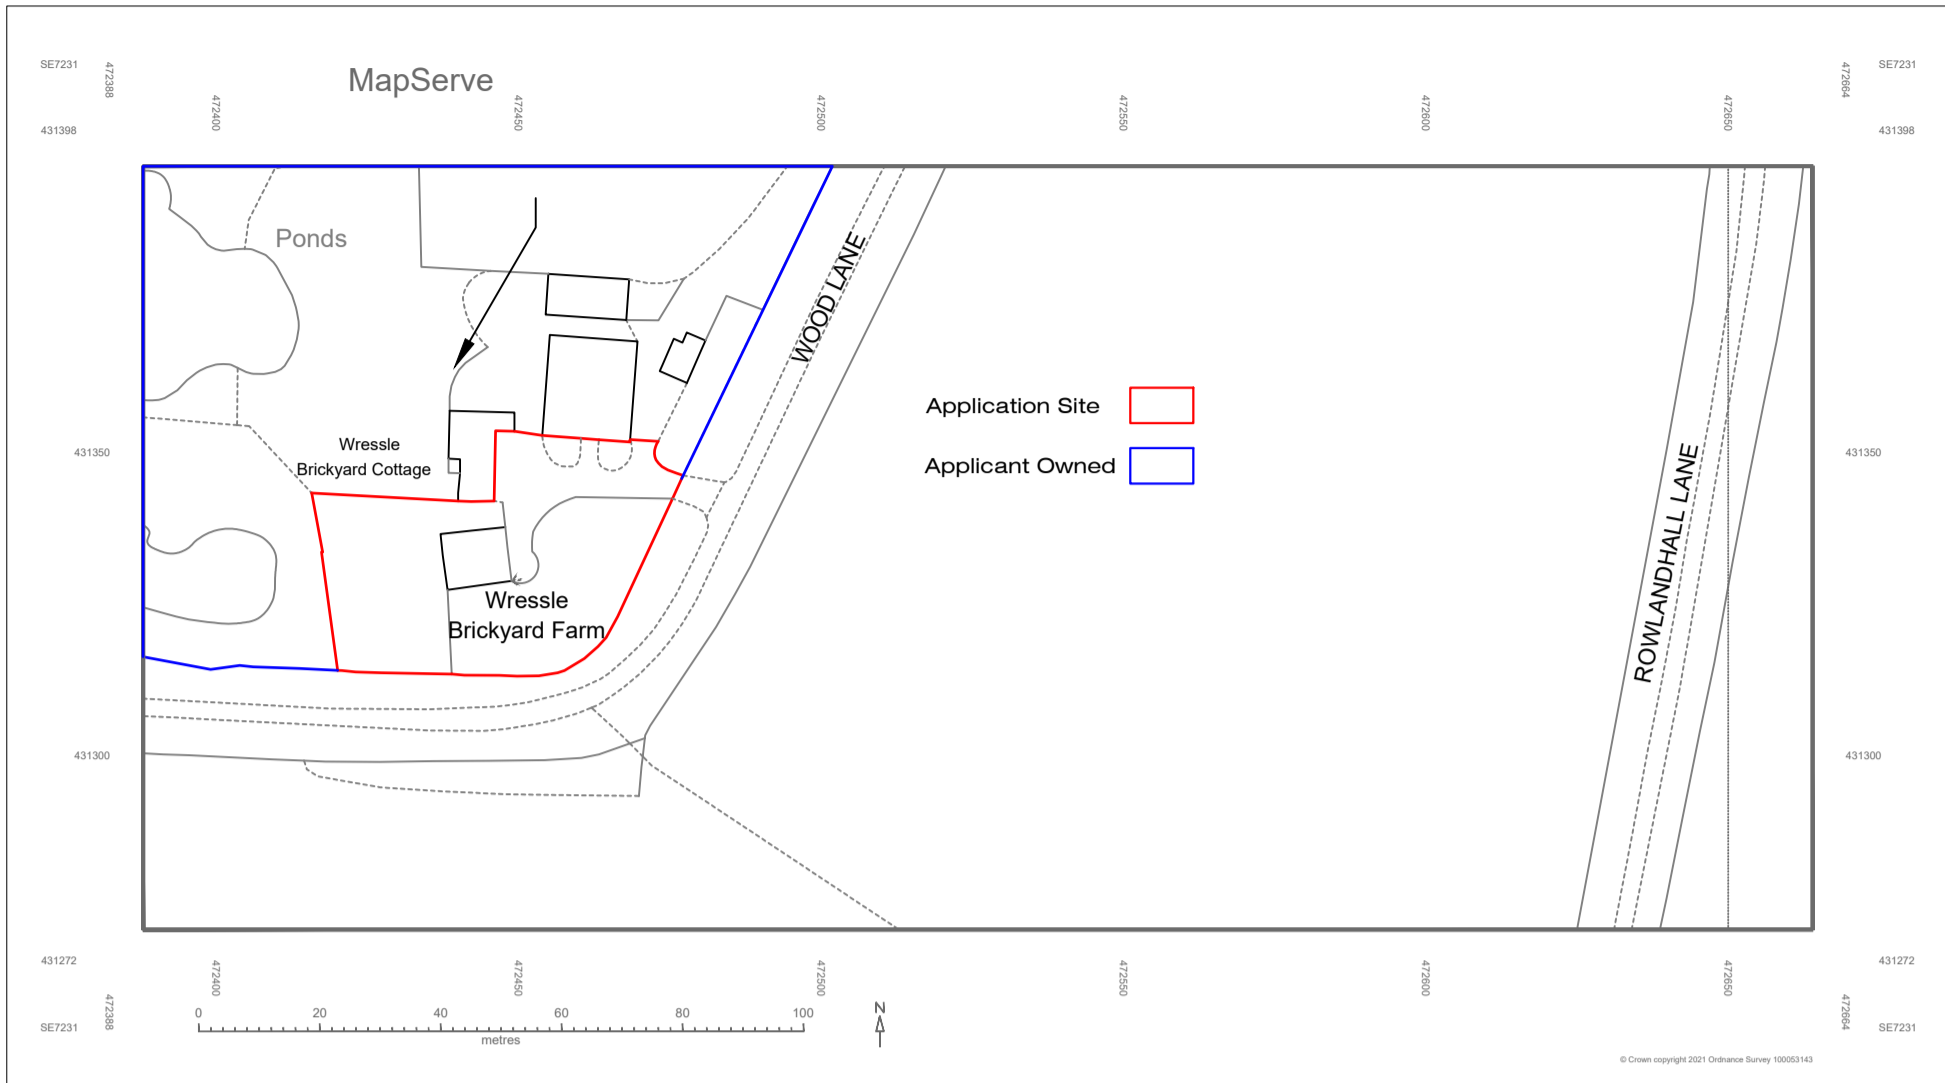 MapServe
SE7231
472388
431398
472400
472450
472500
472550
472600
472650
472664
SE7231
431398
Ponds
WOOD LANE
Application Site
Applicant Owned
Wressle
Brickyard Cottage
431350
431350
Wressle
Brickyard Farm
ROWLANDHALL LANE
431300
431300
431272
472388
SE7231
472400
472450
472500
472550
472600
472650
431272
472664
SE7231
0 20 40 60 80 100
metres
N
© Crown copyright 2021 Ordnance Survey 100053143